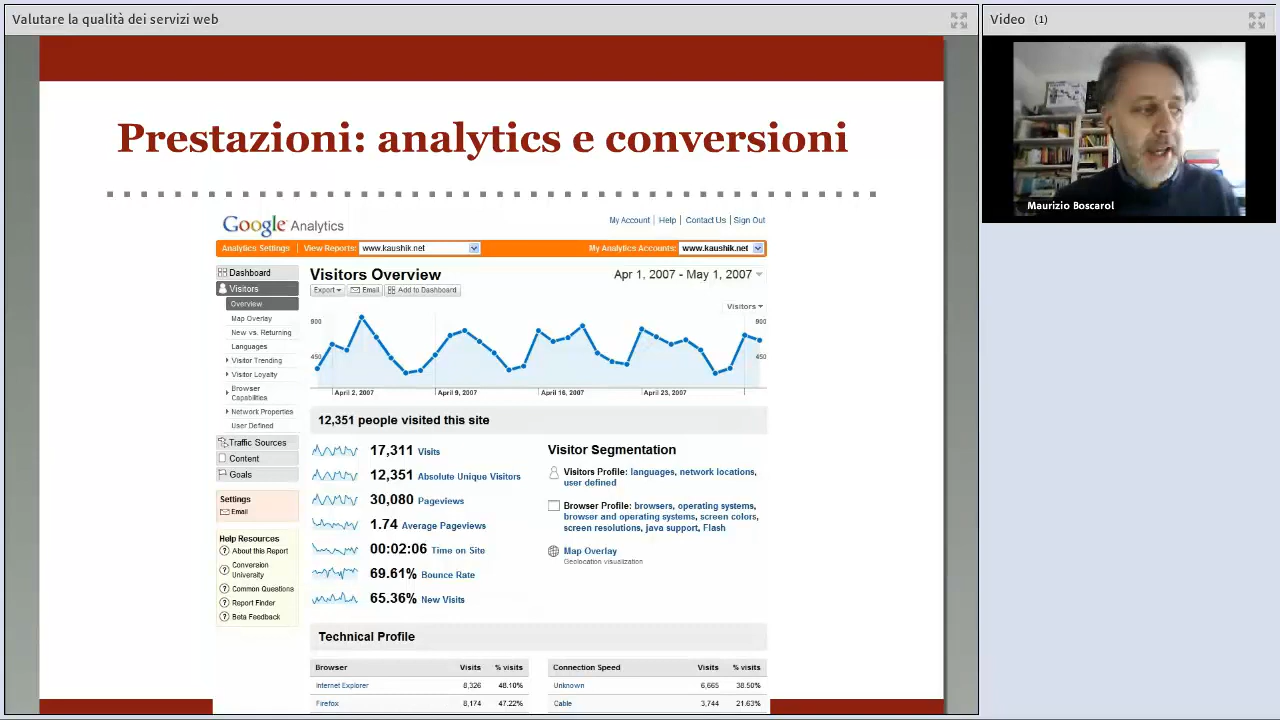 Valutare la qualità dei servizi web
Video (1)
Maurizio Boscarol
Prestazioni: analytics e conversioni
Google Analytics
My Account | Help | Contact Us | Sign Out
Analytics Settings | View Reports: www.kaushik.net
My Analytics Accounts: www.kaushik.net
Dashboard
Visitors
Overview
Map Overlay
New vs. Returning
Languages
Visitor Trending
Visitor Loyalty
Browser
Capabilities
Network Properties
User Defined
Traffic Sources
Content
Goals
Settings
Email
Help Resources
About this Report
Conversion
University
Common Questions
Report Finder
Beta Feedback
Visitors Overview
Apr 1, 2007 - May 1, 2007
Export
Email
Add to Dashboard
Visitors
900
900
450
450
April 2, 2007
April 9, 2007
April 16, 2007
April 23, 2007
12,351 people visited this site
17,311 Visits
12,351 Absolute Unique Visitors
30,080 Pageviews
1.74 Average Pageviews
00:02:06 Time on Site
69.61% Bounce Rate
65.36% New Visits
Visitor Segmentation
Visitors Profile: languages, network locations,
user defined
Browser Profile: browsers, operating systems,
browser and operating systems, screen colors,
screen resolutions, java support, Flash
Map Overlay
Geolocation visualization
Technical Profile
Browser Visits % visits
Internet Explorer 8,326 48.10%
Firefox 8,174 47.22%
Connection Speed Visits % visits
Unknown 6,665 38.50%
Cable 3,744 21.63%